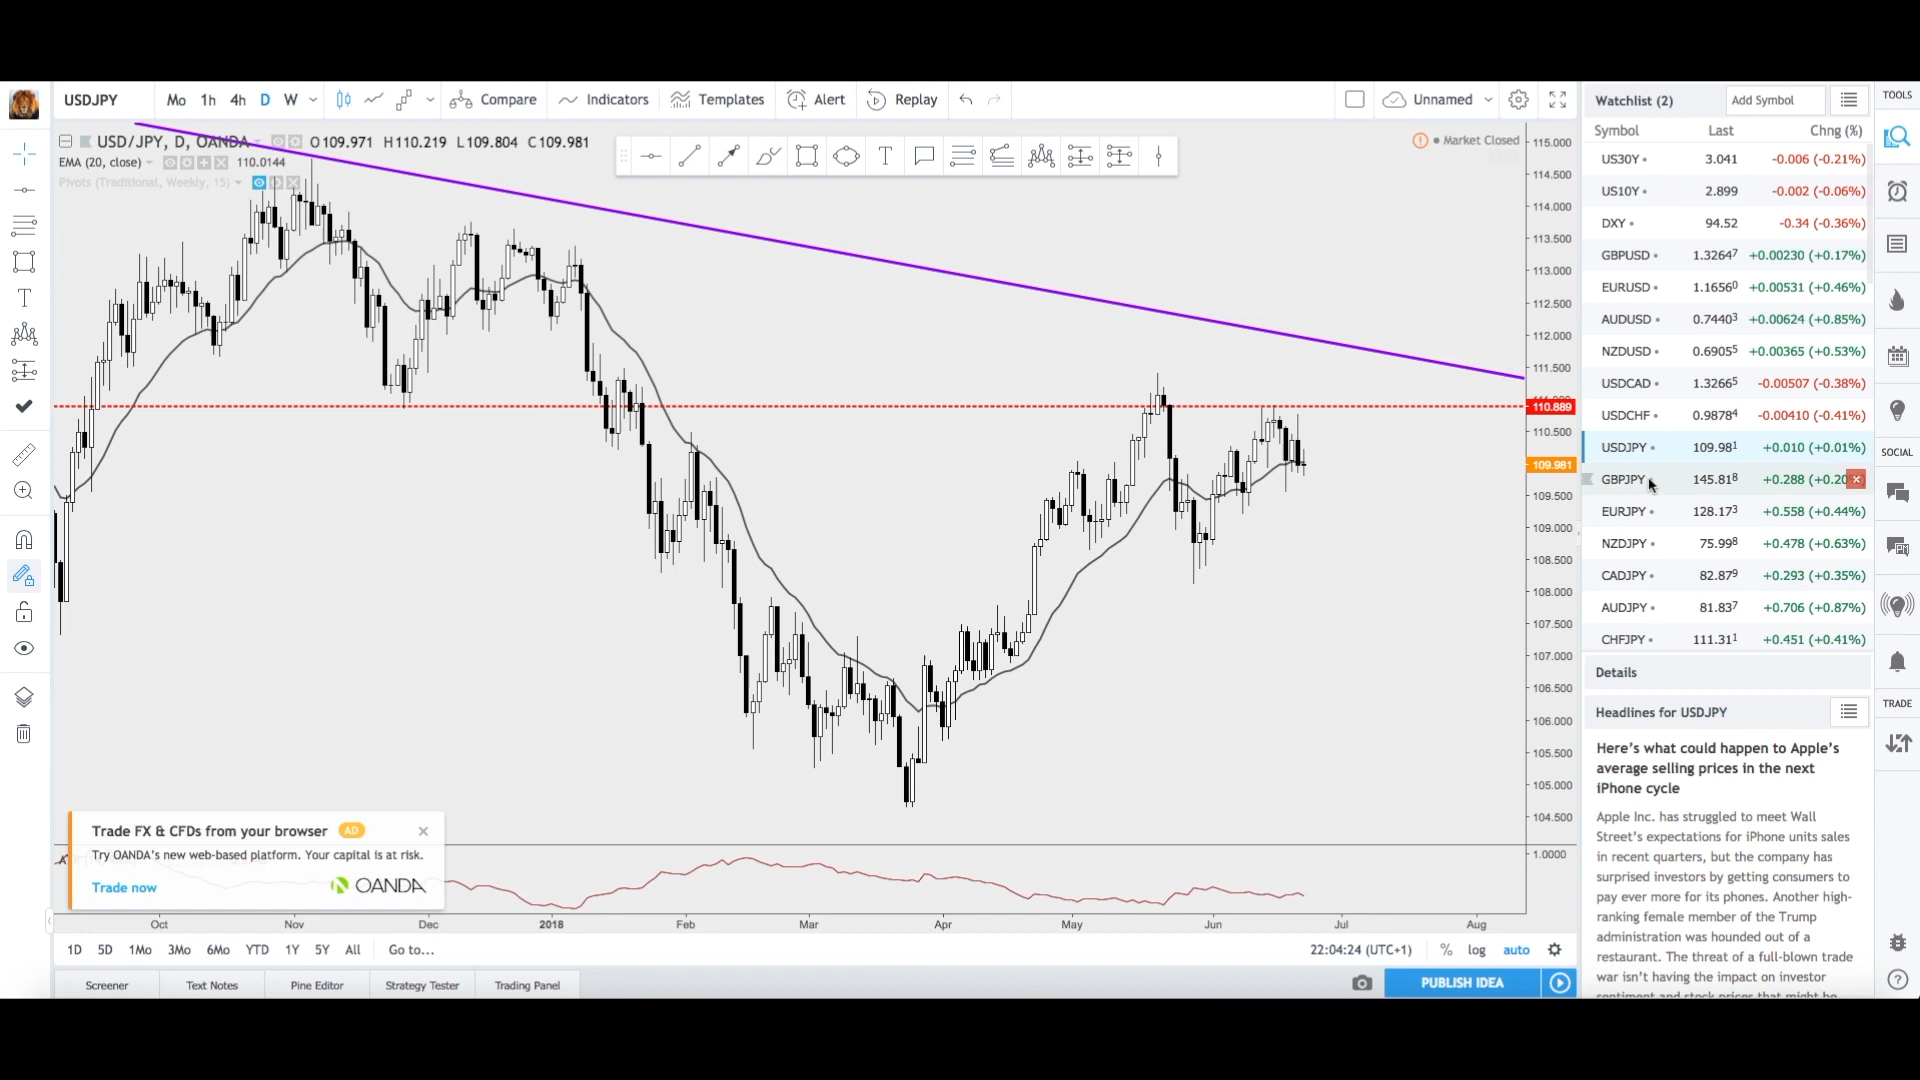 USDJPY Mo 1h 4h D W Compare Indicators Templates Alert Replay Unnamed
USD/JPY, D, OANDA O109.971 H110.219 L109.804 C109.981
EMA (20, close) 110.0144
Pivots (Traditional, Weekly, 15)
Market Closed
115.000
114.500
114.000
113.500
113.000
112.500
112.000
111.500
110.889
110.500
109.981
109.500
109.000
108.500
108.000
107.500
107.000
106.500
106.000
105.500
105.000
104.500
1.0000
Trade FX & CFDs from your browser AD
Try OANDA's new web-based platform. Your capital is at risk.
Trade now OANDA
Oct Nov Dec 2018 Feb Mar Apr May Jun Jul Aug
1D 5D 1Mo 3Mo 6Mo YTD 1Y 5Y All Go to... 22:04:24 (UTC+1) % log auto
Screener Text Notes Pine Editor Strategy Tester Trading Panel PUBLISH IDEA
Watchlist (2) Add Symbol
Symbol Last Chng (%)
US30Y 3.041 -0.006 (-0.21%)
US10Y 2.899 -0.002 (-0.06%)
DXY 94.52 -0.34 (-0.36%)
GBPUSD 1.32647 +0.00230 (+0.17%)
EURUSD 1.16560 +0.00531 (+0.46%)
AUDUSD 0.74403 +0.00624 (+0.85%)
NZDUSD 0.69055 +0.00365 (+0.53%)
USDCAD 1.32665 -0.00507 (-0.38%)
USDCHF 0.98784 -0.00410 (-0.41%)
USDJPY 109.981 +0.010 (+0.01%)
GBPJPY 145.818 +0.288 (+0.20
EURJPY 128.173 +0.558 (+0.44%)
NZDJPY 75.998 +0.478 (+0.63%)
CADJPY 82.879 +0.293 (+0.35%)
AUDJPY 81.837 +0.706 (+0.87%)
CHFJPY 111.311 +0.451 (+0.41%)
Details
Headlines for USDJPY
Here's what could happen to Apple's
average selling prices in the next
iPhone cycle
Apple Inc. has struggled to meet Wall
Street's expectations for iPhone units sales
in recent quarters, but the company has
surprised investors by getting consumers to
pay ever more for its phones. Another high-
ranking female member of the Trump
administration was hounded out of a
restaurant. The threat of a full-blown trade
war isn't having the impact on investor
sentiment and stock prices that might be
TOOLS
SOCIAL
TRADE